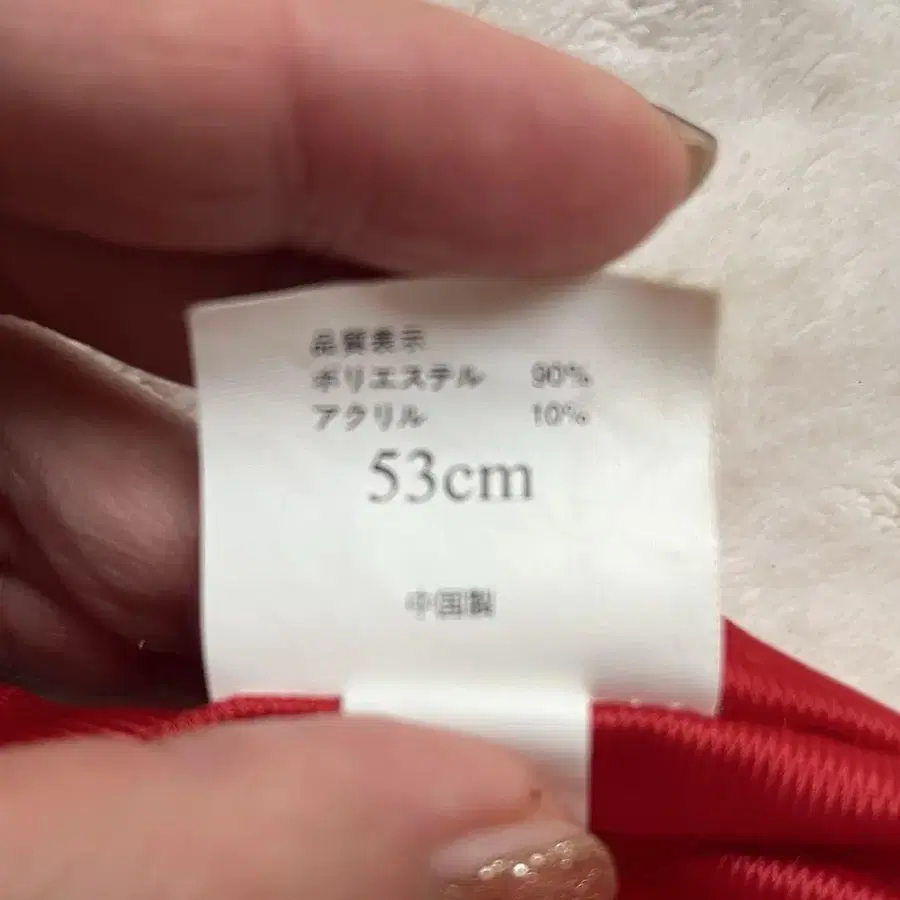 品質表示
ポリエステル 90%
アクリル 10%
53cm
中国製